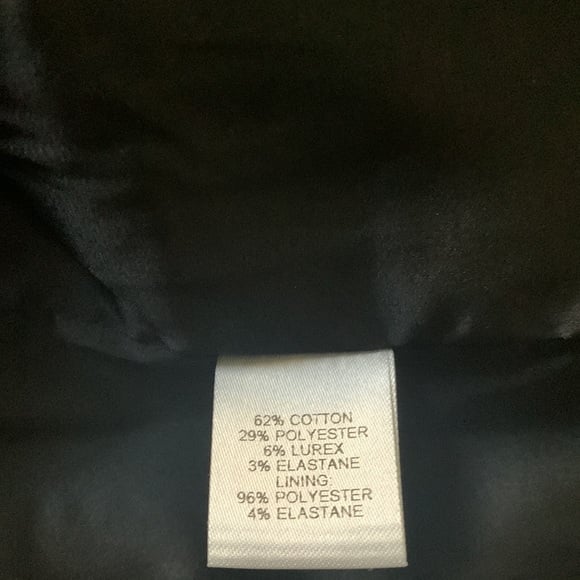 62% COTTON
29% POLYESTER
6% LUREX
3% ELASTANE
LINING:
96% POLYESTER
4% ELASTANE